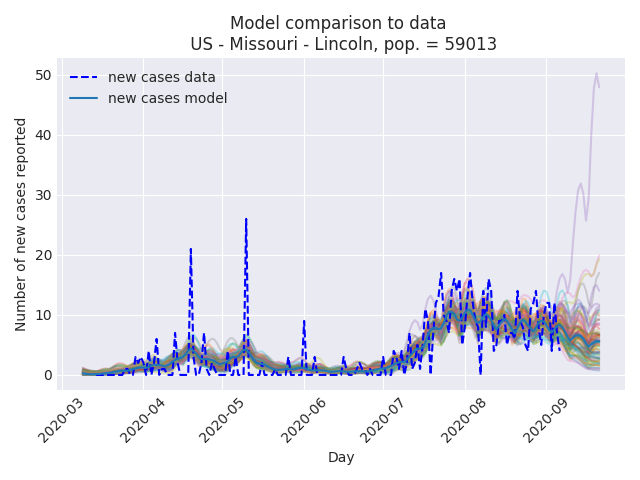 Model comparison to data
US - Missouri - Lincoln, pop. = 59013
new cases data
new cases model
Number of new cases reported
50
40
30
20
10
0
2020-03
2020-04
2020-05
2020-06
2020-07
2020-08
2020-09
Day